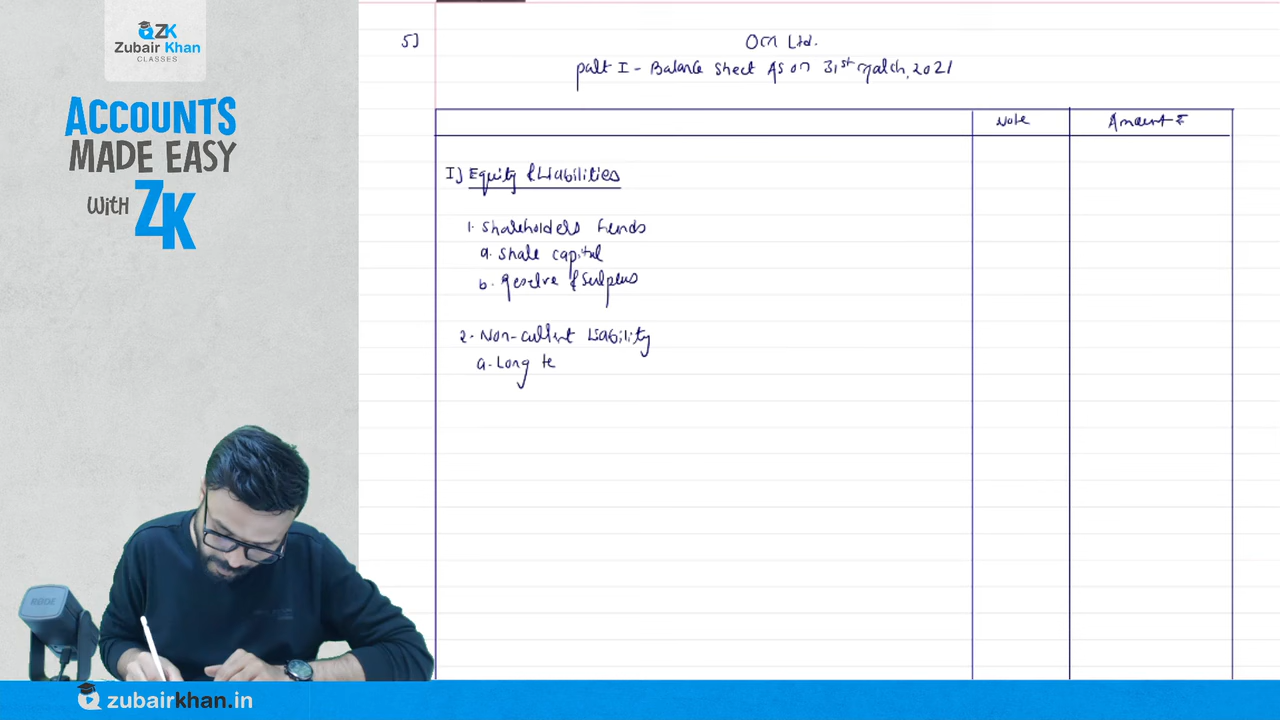 ZK
Zubair Khan
CLASSES
ACCOUNTS
MADE EASY
with ZK
RODE
zubairkhan.in
5]
Om Ltd.
part I - Balance sheet As on 31st March, 2021
Note
Amount ₹
I) Equity & Liabilities
1. Shareholders funds
a. Share capital
b. Reserve & Surplus
2. Non-current Liability
a. Long te